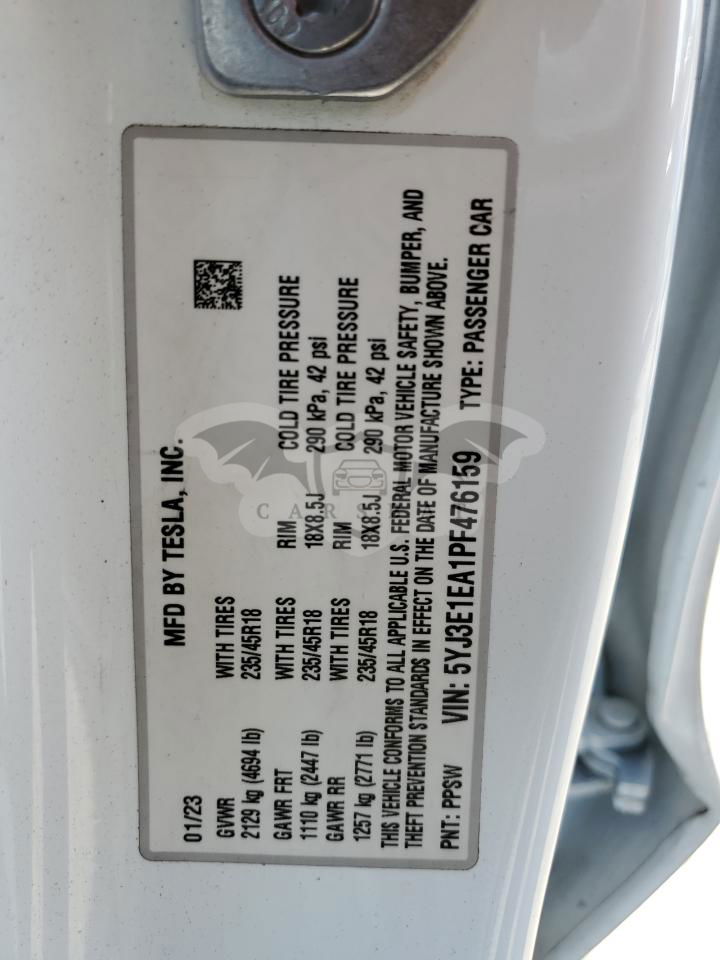 MFD BY TESLA, INC.
01/23
GVWR WITH TIRES RIM COLD TIRE PRESSURE
2129 kg (4694 lb) 235/45R18
GAWR FRT WITH TIRES RIM COLD TIRE PRESSURE
1110 kg (2447 lb) 235/45R18 18X8.5J 290 kPa, 42 psi
GAWR RR WITH TIRES RIM COLD TIRE PRESSURE
1257 kg (2771 lb) 235/45R18 18X8.5J 290 kPa, 42 psi
THIS VEHICLE CONFORMS TO ALL APPLICABLE U.S. FEDERAL MOTOR VEHICLE SAFETY, BUMPER, AND
THEFT PREVENTION STANDARDS IN EFFECT ON THE DATE OF MANUFACTURE SHOWN ABOVE.
PNT: PPSW VIN: 5YJ3E1EA1PF476159 TYPE: PASSENGER CAR